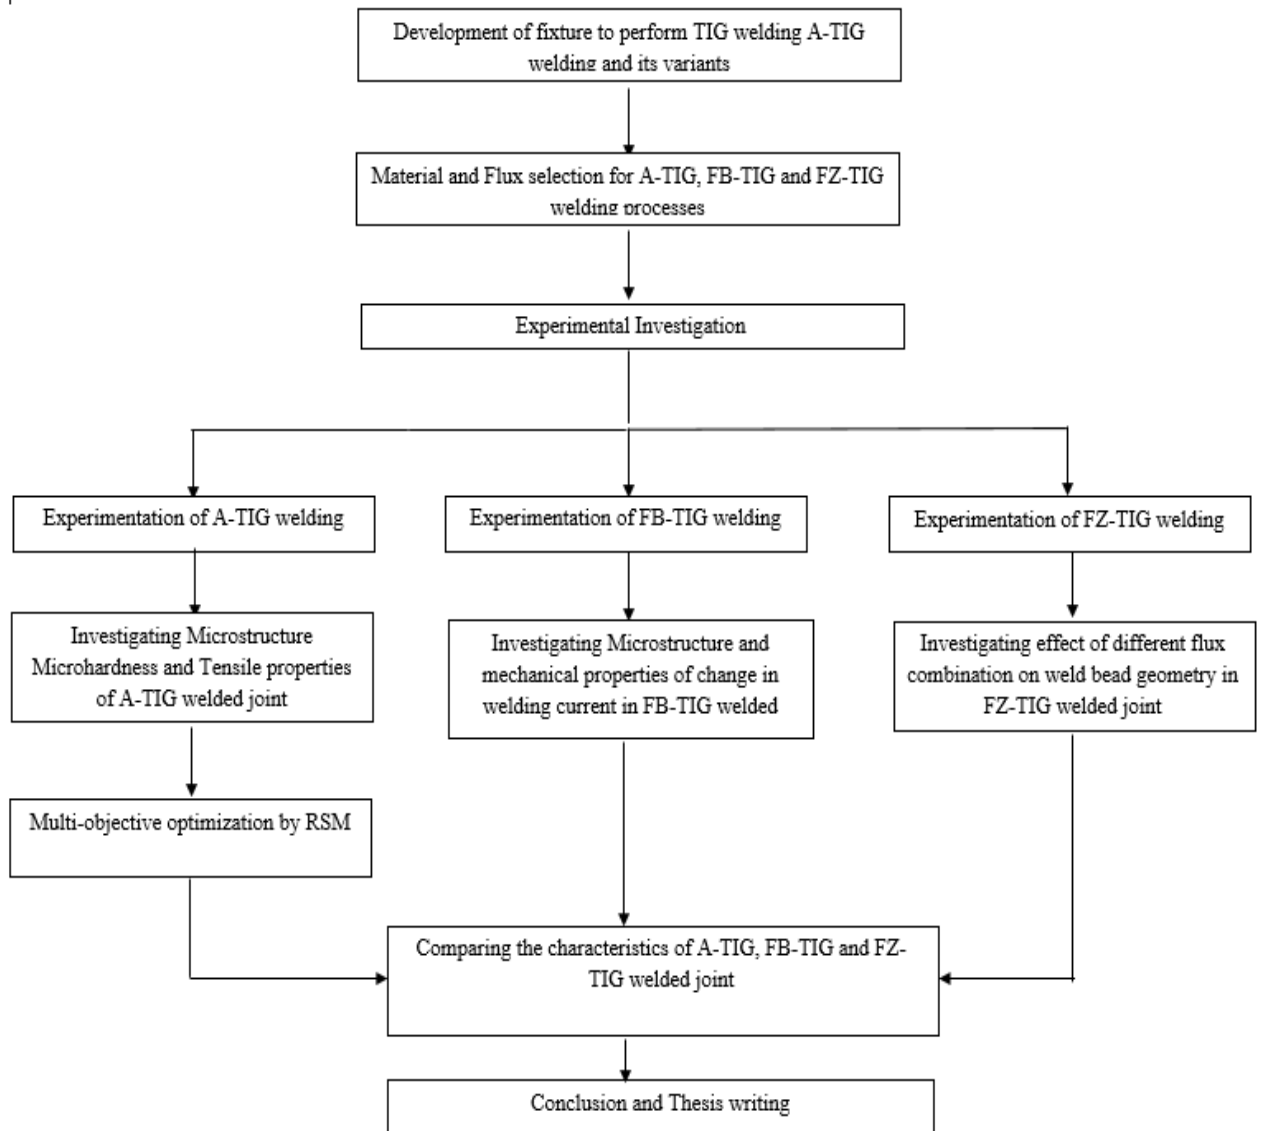 Development of fixture to perform TIG welding A-TIG
welding and its variants
Material and Flux selection for A-TIG, FB-TIG and FZ-TIG
welding processes
Experimental Investigation
Experimentation of A-TIG welding
Experimentation of FB-TIG welding
Experimentation of FZ-TIG welding
Investigating Microstructure
Microhardness and Tensile properties
of A-TIG welded joint
Investigating Microstructure and
mechanical properties of change in
welding current in FB-TIG welded
Investigating effect of different flux
combination on weld bead geometry in
FZ-TIG welded joint
Multi-objective optimization by RSM
Comparing the characteristics of A-TIG, FB-TIG and FZ-
TIG welded joint
Conclusion and Thesis writing